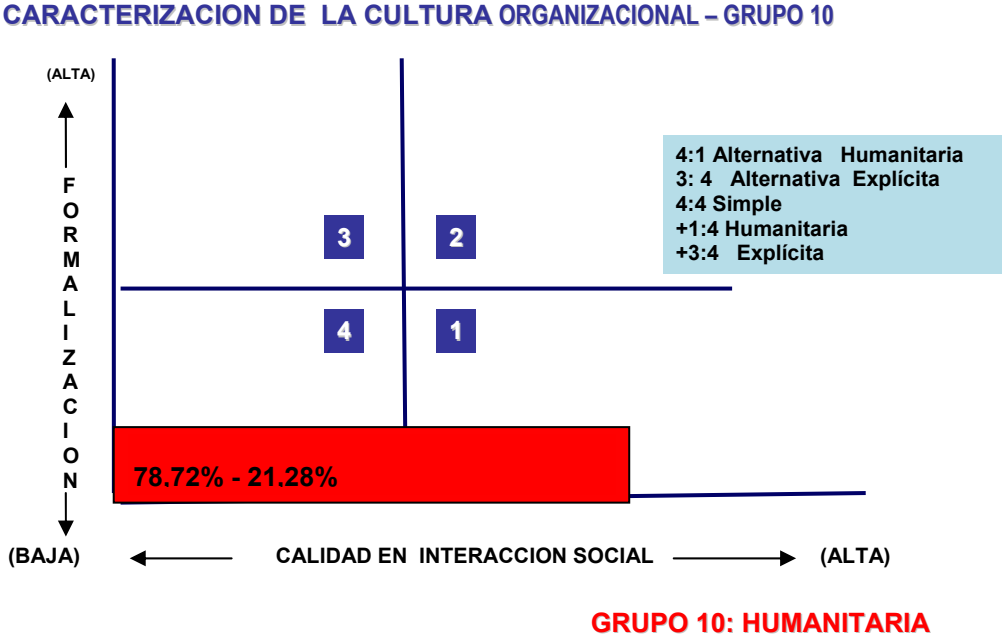 CARACTERIZACION DE LA CULTURA ORGANIZACIONAL – GRUPO 10
(ALTA)
FORMALIZACION
3
2
4
1
4:1 Alternativa Humanitaria
3: 4 Alternativa Explícita
4:4 Simple
+1:4 Humanitaria
+3:4 Explícita
78,72% - 21,28%
(BAJA)
CALIDAD EN INTERACCION SOCIAL
(ALTA)
GRUPO 10: HUMANITARIA